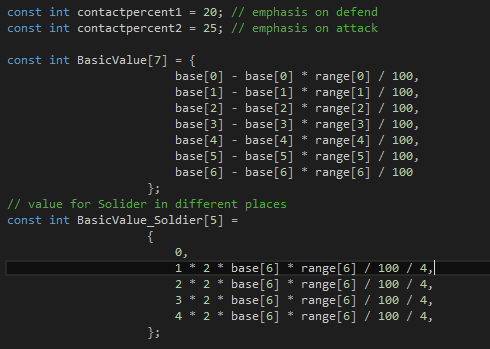 const int contactpercent1 = 20; // emphasis on defend
const int contactpercent2 = 25; // emphasis on attack
const int BasicValue[7] = {
base[0] - base[0] * range[0] / 100,
base[1] - base[1] * range[1] / 100,
base[2] - base[2] * range[2] / 100,
base[3] - base[3] * range[3] / 100,
base[4] - base[4] * range[4] / 100,
base[5] - base[5] * range[5] / 100,
base[6] - base[6] * range[6] / 100
};
// value for Solider in different places
const int BasicValue_Soldier[5] =
{
0,
1 * 2 * base[6] * range[6] / 100 / 4,
2 * 2 * base[6] * range[6] / 100 / 4,
3 * 2 * base[6] * range[6] / 100 / 4,
4 * 2 * base[6] * range[6] / 100 / 4,
};